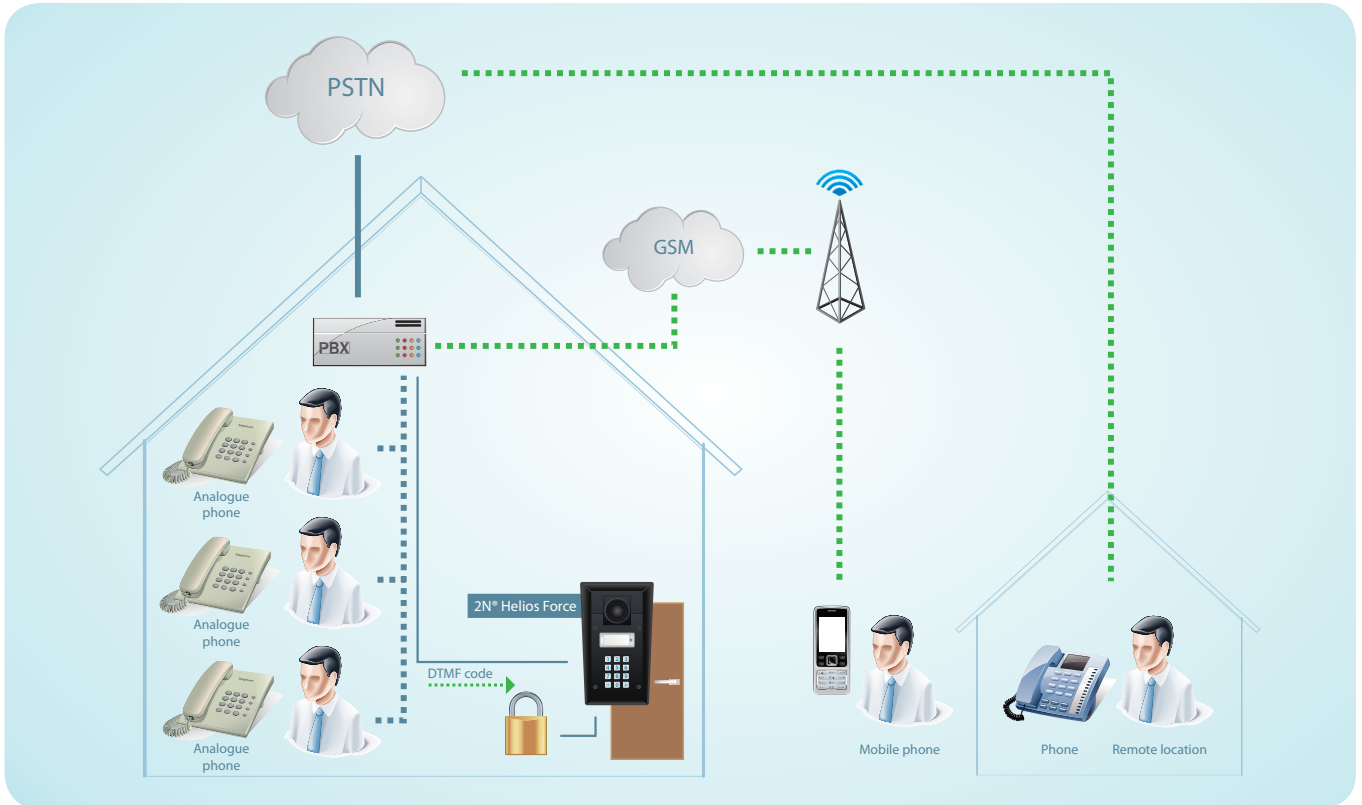 PSTN
GSM
PBX
Analogue
phone
Analogue
phone
2N® Helios Force
DTMF code
Analogue
phone
Mobile phone
Phone
Remote location